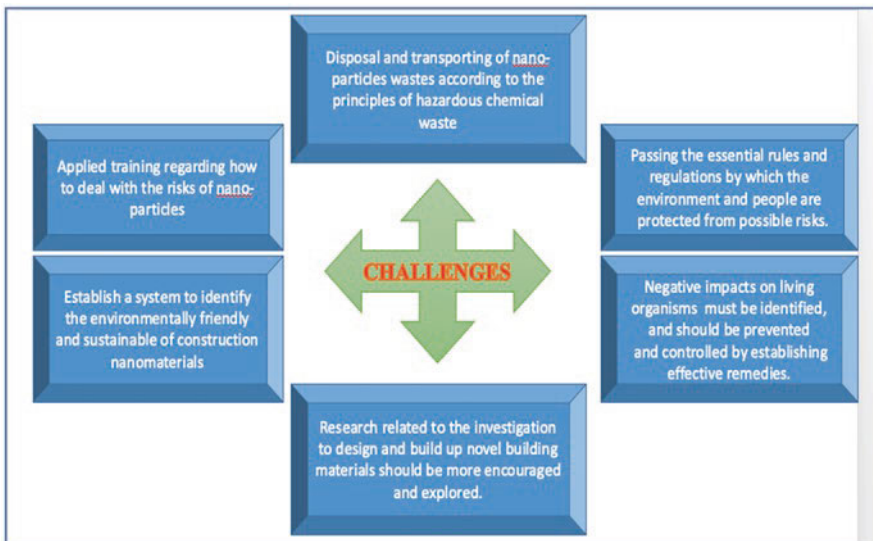 Disposal and transporting of nano-
particles wastes according to the
principles of hazardous chemical
waste
Applied training regarding how
to deal with the risks of nano-
particles
Passing the essential rules and
regulations by which the
environment and people are
protected from possible risks.
CHALLENGES
Establish a system to identify
the environmentally friendly
and sustainable of construction
nanomaterials
Negative impacts on living
organisms must be identified,
and should be prevented
and controlled by establishing
effective remedies.
Research related to the investigation
to design and build up novel building
materials should be more encouraged
and explored.